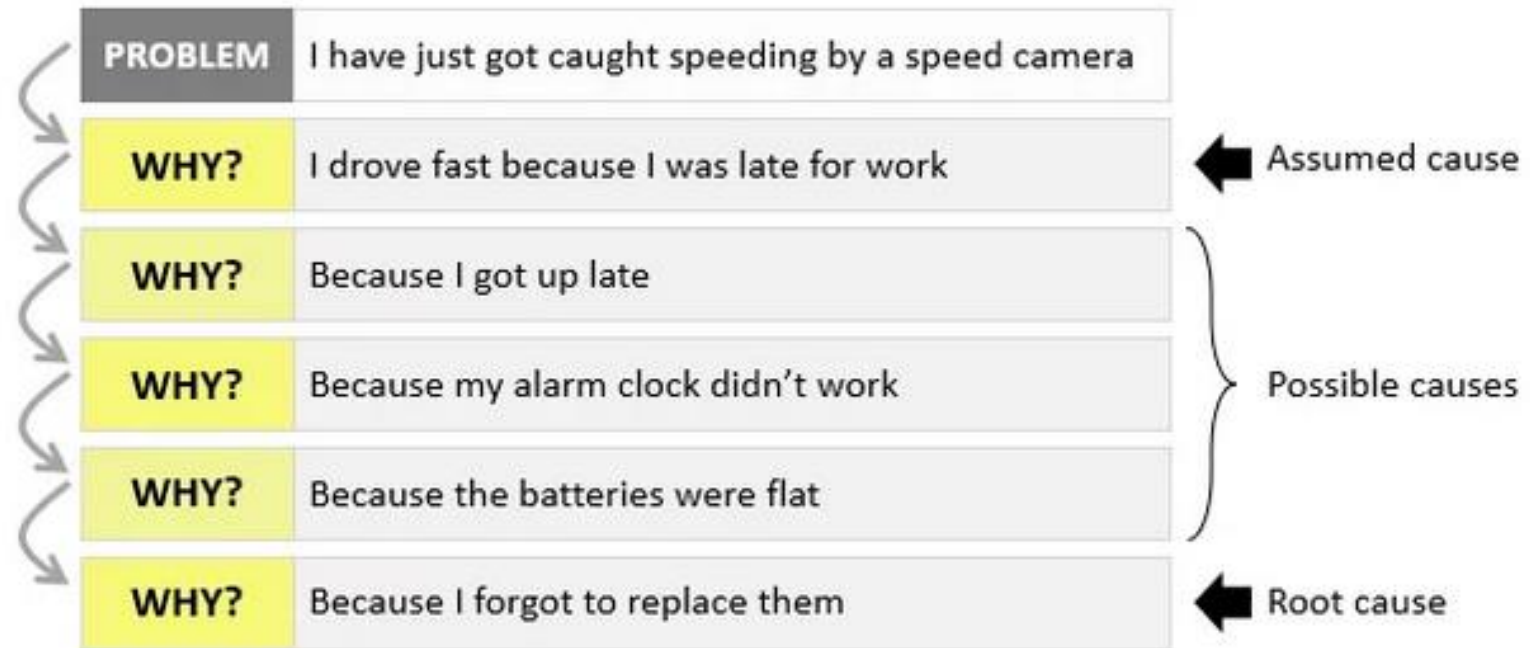 PROBLEM I have just got caught speeding by a speed camera
WHY? I drove fast because I was late for work Assumed cause
WHY? Because I got up late
WHY? Because my alarm clock didn’t work Possible causes
WHY? Because the batteries were flat
WHY? Because I forgot to replace them Root cause